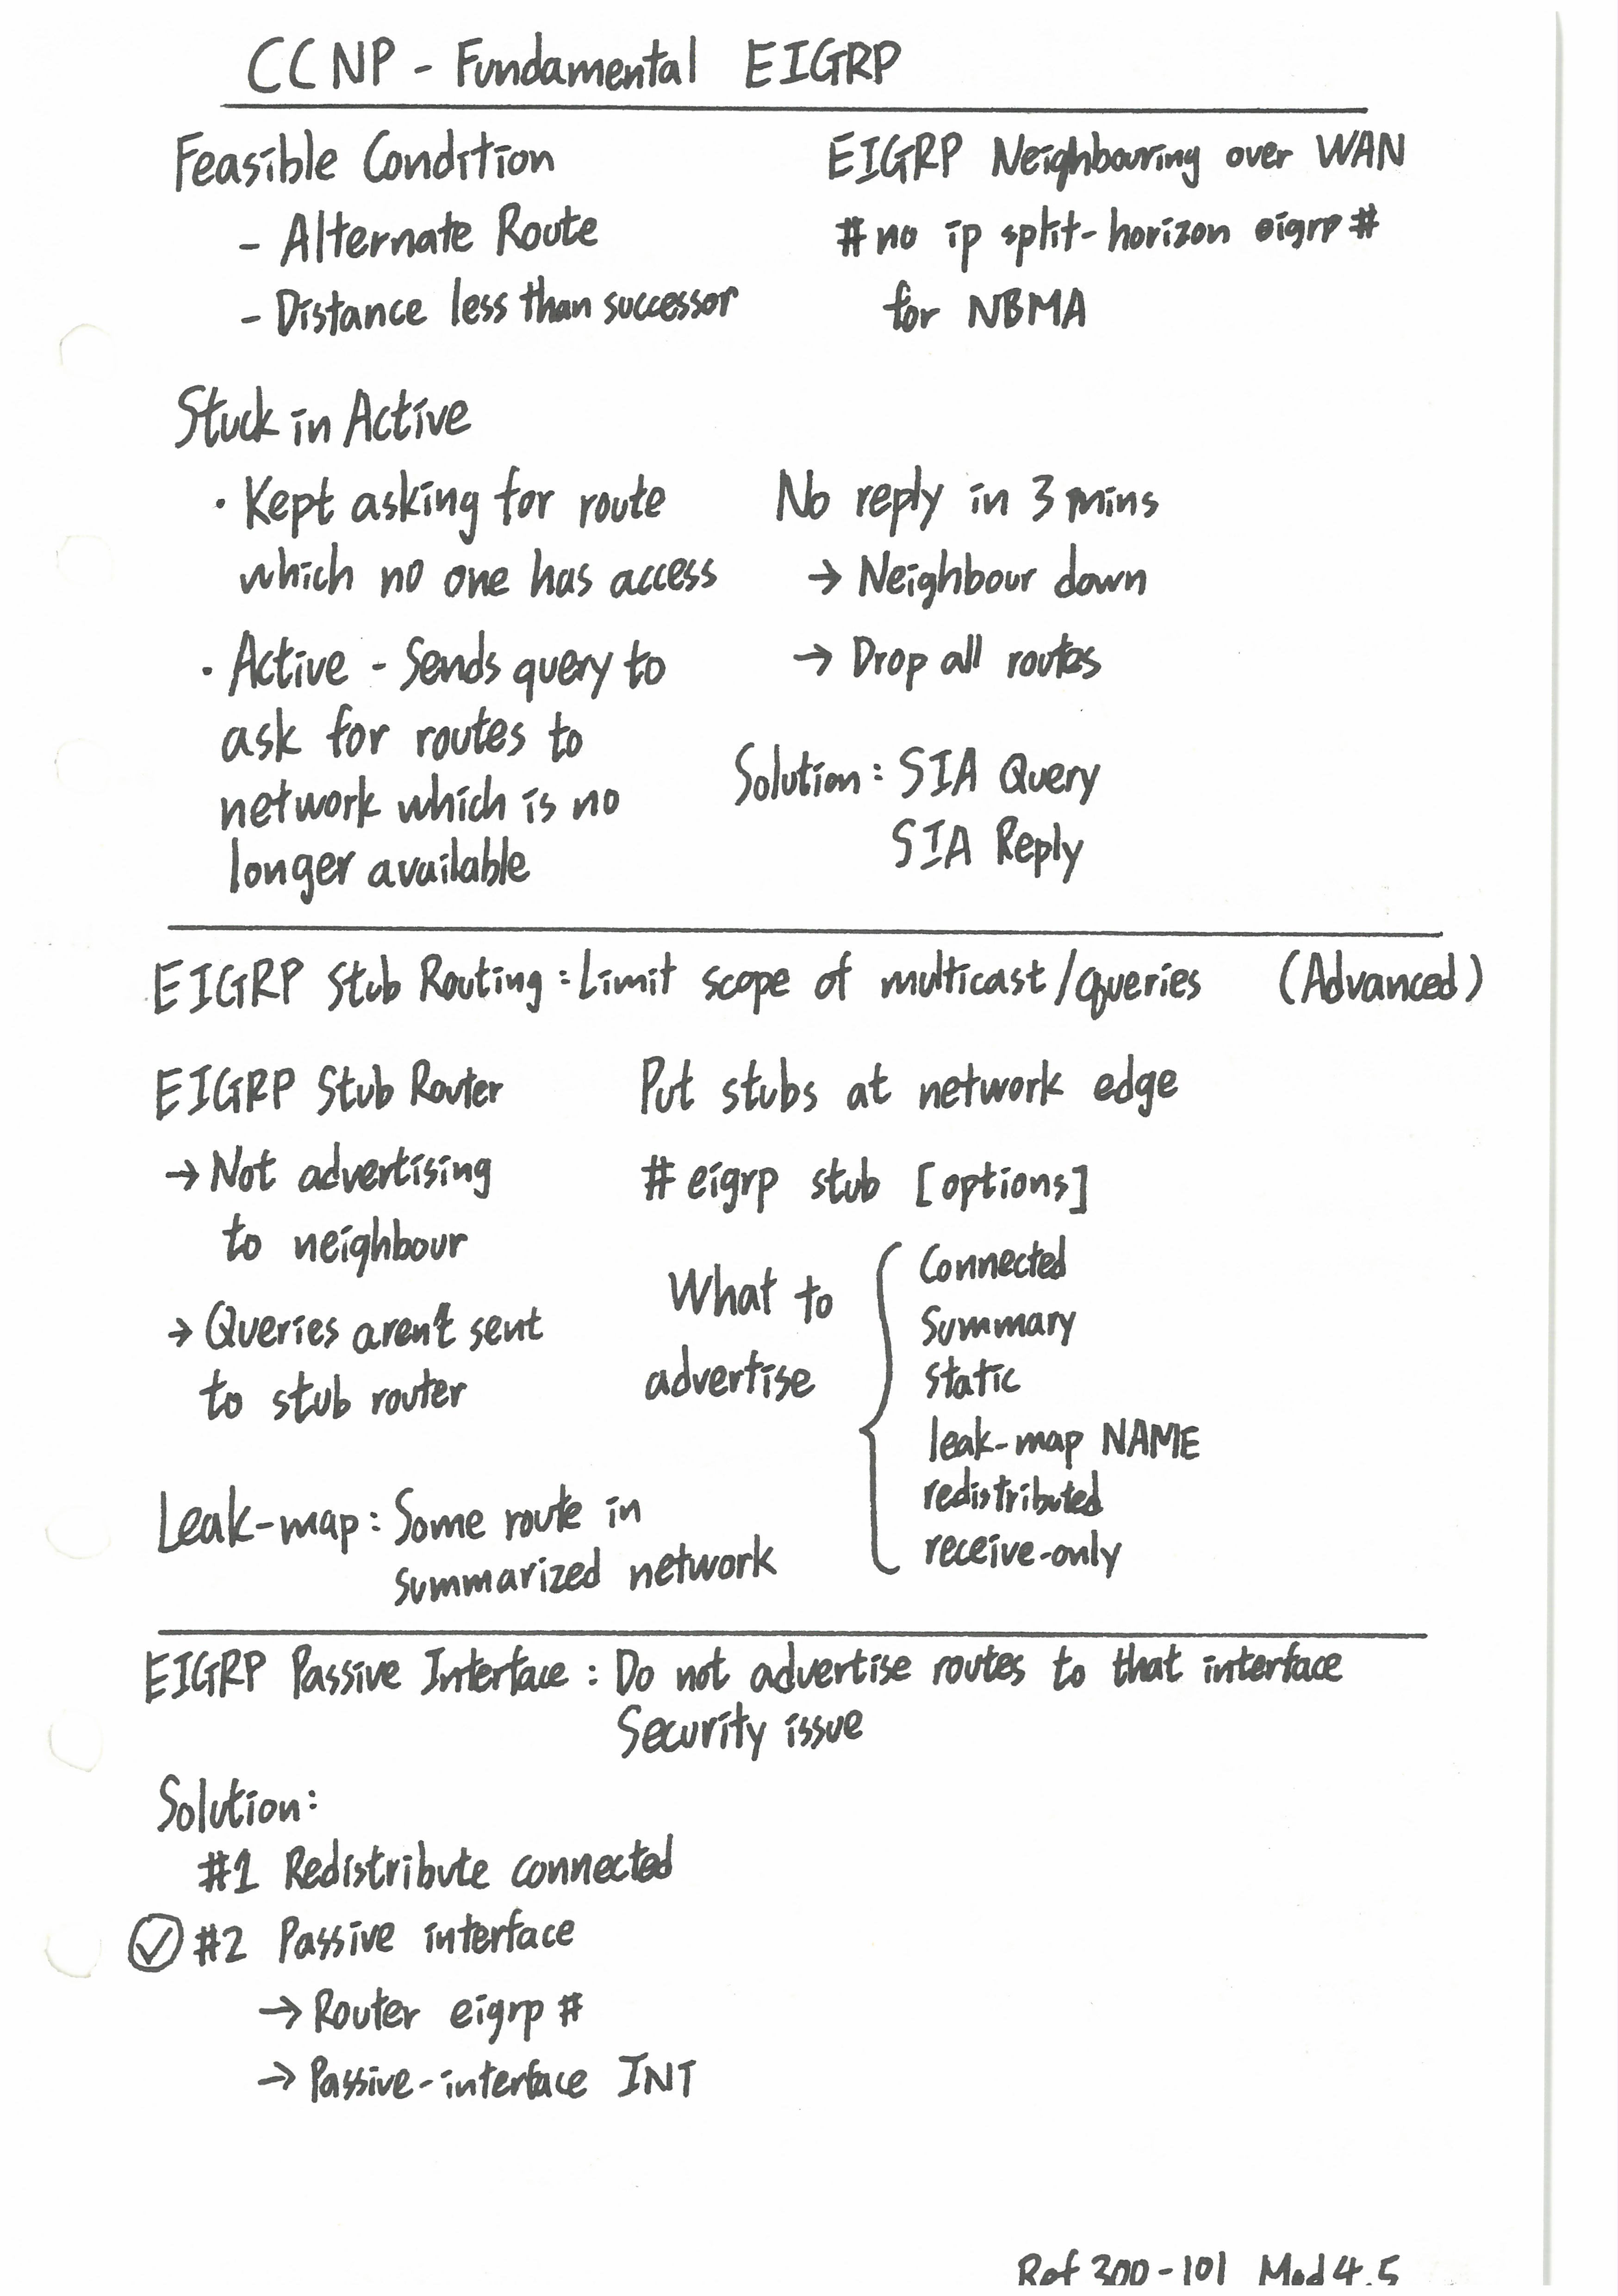 CCNP - Fundamental EIGRP
Feasible Condition
- Alternate Route
- Distance less than successor
EIGRP Neighbouring over WAN
# no ip split-horizon eigrp #
for NBMA
Stuck in Active
· Kept asking for route
which no one has access
· Active - Sends query to
ask for routes to
network which is no
longer available
No reply in 3 mins
→ Neighbour down
→ Drop all routes
Solution: SIA Query
SIA Reply
EIGRP Stub Routing: Limit scope of multicast/queries (Advanced)
EIGRP Stub Router
→ Not advertising
to neighbour
→ Queries aren't sent
to stub router
Put stubs at network edge
# eigrp stub [options]
What to
advertise
Connected
Summary
static
leak-map NAME
redistributed
receive-only
Leak-map: Some route in
summarized network
EIGRP Passive Interface: Do not advertise routes to that interface
Security issue
Solution:
#1 Redistribute connected
#2 Passive interface
→ Router eigrp #
→ Passive-interface INT
Ref 300-101 Mod 4.5